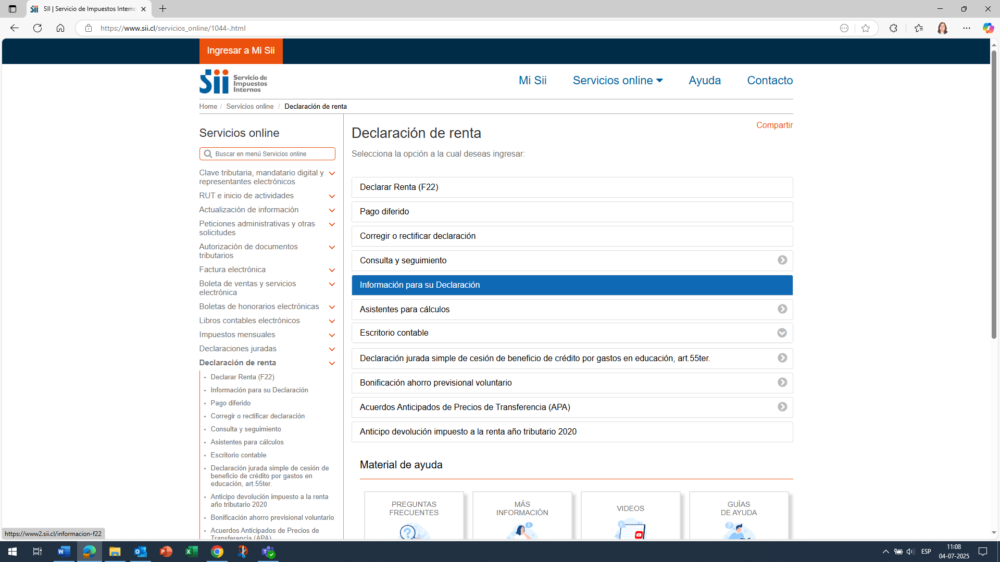 SII | Servicio de Impuestos Interno
https://www.sii.cl/servicios_online/1044-.html
Ingresar a Mi Sii
Sii Servicio de
Impuestos
Internos
Mi Sii
Servicios online
Ayuda
Contacto
Home / Servicios online / Declaración de renta
Servicios online
Buscar en menú Servicios online
Clave tributaria, mandatario digital y
representantes electrónicos
RUT e inicio de actividades
Actualización de información
Peticiones administrativas y otras
solicitudes
Autorización de documentos
tributarios
Factura electrónica
Boleta de ventas y servicios
electrónica
Boletas de honorarios electrónicas
Libros contables electrónicos
Impuestos mensuales
Declaraciones juradas
Declaración de renta
Declarar Renta (F22)
Información para su Declaración
Pago diferido
Corregir o rectificar declaración
Consulta y seguimiento
Asistentes para cálculos
Escritorio contable
Declaración jurada simple de cesión de
beneficio de crédito por gastos en
educación, art.55ter.
Anticipo devolución impuesto a la renta
año tributario 2020
Bonificación ahorro previsional voluntario
Acuerdos Anticipados de Precios de
Transferencia (APA)
Compartir
Declaración de renta
Selecciona la opción a la cual deseas ingresar:
Declarar Renta (F22)
Pago diferido
Corregir o rectificar declaración
Consulta y seguimiento
Información para su Declaración
Asistentes para cálculos
Escritorio contable
Declaración jurada simple de cesión de beneficio de crédito por gastos en educación, art.55ter.
Bonificación ahorro previsional voluntario
Acuerdos Anticipados de Precios de Transferencia (APA)
Anticipo devolución impuesto a la renta año tributario 2020
Material de ayuda
PREGUNTAS
FRECUENTES
MÁS
INFORMACIÓN
VIDEOS
GUÍAS
DE AYUDA
https://www2.sii.cl/informacion-f22
ESP
11:08
04-07-2025